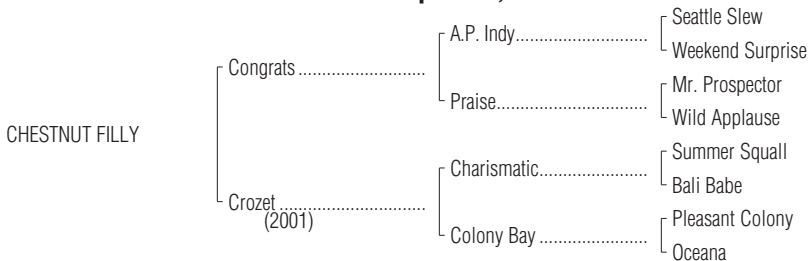 Seattle Slew
A.P. Indy
Weekend Surprise
Congrats
Mr. Prospector
Praise
Wild Applause
CHESTNUT FILLY
Summer Squall
Charismatic
Bali Babe
Crozet
(2001)
Pleasant Colony
Colony Bay
Oceana